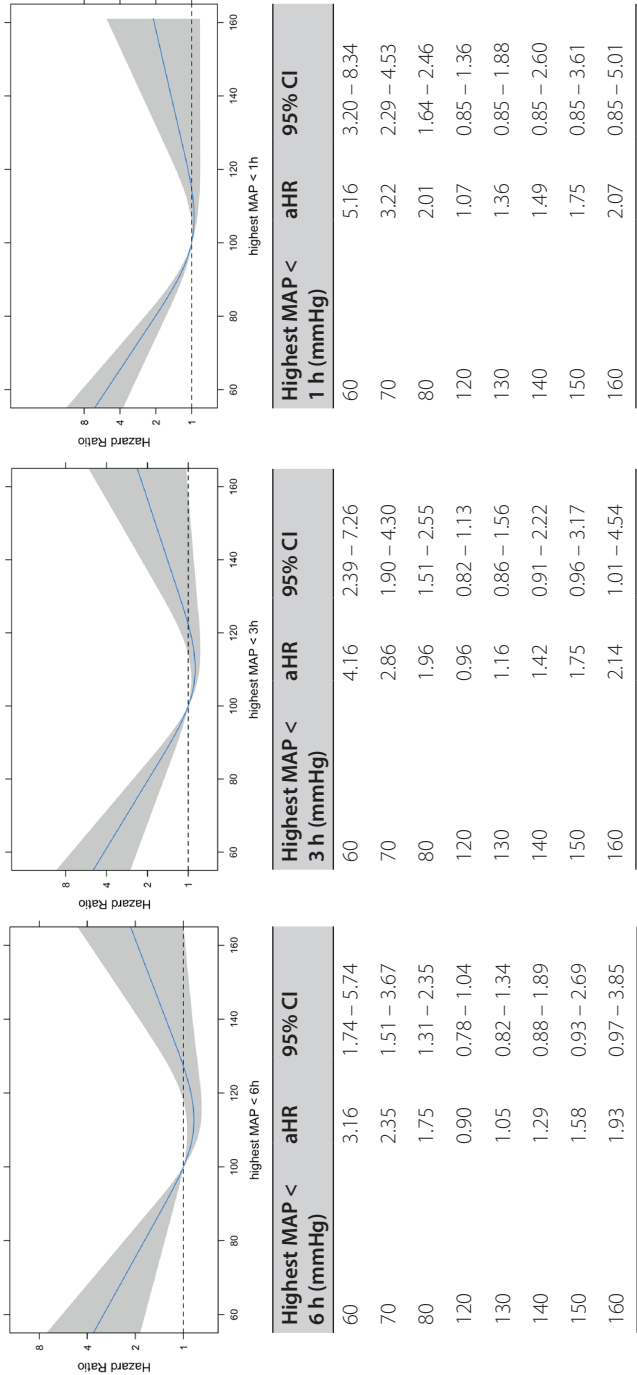 Hazard Ratio
8
4
2
1
60 80 100 120 140 160
highest MAP < 6h
Highest MAP < 6 h (mmHg) aHR 95% CI
60 3.16 1.74 – 5.74
70 2.35 1.51 – 3.67
80 1.75 1.31 – 2.35
120 0.90 0.78 – 1.04
130 1.05 0.82 – 1.34
140 1.29 0.88 – 1.89
150 1.58 0.93 – 2.69
160 1.93 0.97 – 3.85
Hazard Ratio
8
4
2
1
60 80 100 120 140 160
highest MAP < 3h
Highest MAP < 3 h (mmHg) aHR 95% CI
60 4.16 2.39 – 7.26
70 2.86 1.90 – 4.30
80 1.96 1.51 – 2.55
120 0.96 0.82 – 1.13
130 1.16 0.86 – 1.56
140 1.42 0.91 – 2.22
150 1.75 0.96 – 3.17
160 2.14 1.01 – 4.54
Hazard Ratio
8
4
2
1
60 80 100 120 140 160
highest MAP < 1h
Highest MAP < 1 h (mmHg) aHR 95% CI
60 5.16 3.20 – 8.34
70 3.22 2.29 – 4.53
80 2.01 1.64 – 2.46
120 1.07 0.85 – 1.36
130 1.36 0.85 – 1.88
140 1.49 0.85 – 2.60
150 1.75 0.85 – 3.61
160 2.07 0.85 – 5.01